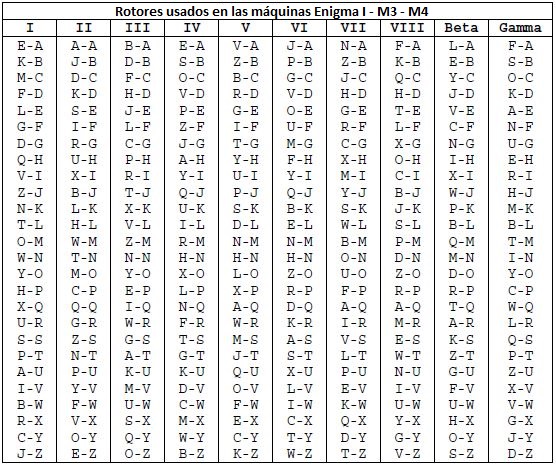 Rotores usados en las máquinas Enigma I - M3 - M4
I II III IV V VI VII VIII Beta Gamma
E-A A-A B-A E-A V-A J-A N-A F-A L-A F-A
K-B J-B D-B S-B Z-B P-B Z-B K-B E-B S-B
M-C D-C F-C O-C B-C G-C J-C Q-C Y-C O-C
F-D K-D H-D V-D R-D V-D H-D H-D J-D K-D
L-E S-E J-E P-E G-E O-E G-E T-E V-E A-E
G-F I-F L-F Z-F I-F U-F R-F L-F C-F N-F
D-G R-G C-G J-G T-G M-G C-G X-G N-G U-G
Q-H U-H P-H A-H Y-H F-H X-H O-H I-H E-H
V-I X-I R-I Y-I U-I Y-I M-I C-I X-I R-I
Z-J B-J T-J Q-J P-J Q-J Y-J B-J W-J H-J
N-K L-K X-K U-K S-K B-K S-K J-K P-K M-K
T-L H-L V-L I-L D-L E-L W-L S-L B-L B-L
O-M W-M Z-M R-M N-M N-M B-M P-M Q-M T-M
W-N T-N N-N H-N H-N H-N O-N D-N M-N I-N
Y-O M-O Y-O X-O L-O Z-O U-O Z-O D-O Y-O
H-P C-P E-P L-P X-P R-P F-P R-P R-P C-P
X-Q Q-Q I-Q N-Q A-Q D-Q A-Q A-Q T-Q W-Q
U-R G-R W-R F-R W-R K-R I-R M-R A-R L-R
S-S Z-S G-S T-S M-S A-S V-S E-S K-S Q-S
P-T N-T A-T G-T J-T S-T L-T W-T Z-T P-T
A-U P-U K-U K-U Q-U X-U P-U N-U G-U Z-U
I-V Y-V M-V D-V O-V L-V E-V I-V F-V X-V
B-W F-W U-W C-W F-W I-W K-W U-W U-W V-W
R-X V-X S-X M-X E-X C-X Q-X Y-X H-X G-X
C-Y O-Y Q-Y W-Y C-Y T-Y D-Y G-Y O-Y J-Y
J-Z E-Z O-Z B-Z K-Z W-Z T-Z V-Z S-Z D-Z